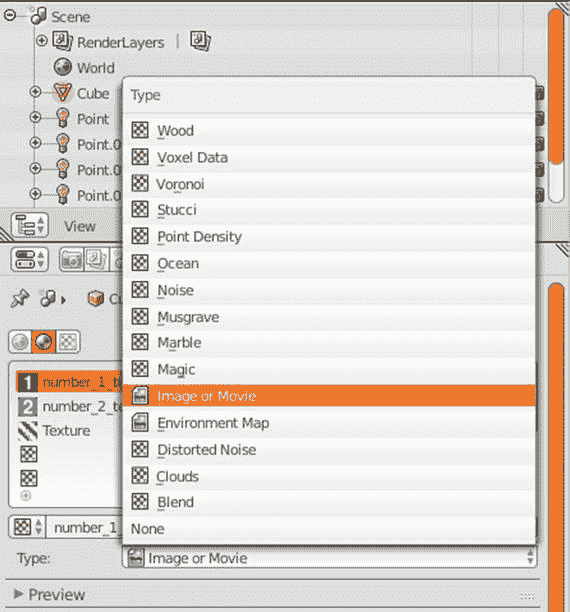 Scene
RenderLayers |
World
Cube
Point
Point.0
Point.0
Point.0
View
Type
Wood
Voxel Data
Voronoi
Stucci
Point Density
Ocean
Noise
Musgrave
Marble
Magic
Image or Movie
Environment Map
Distorted Noise
Clouds
Blend
None
Cu
1 number_1_t
2 number_2_te
Texture
number_1
Type: Image or Movie
Preview